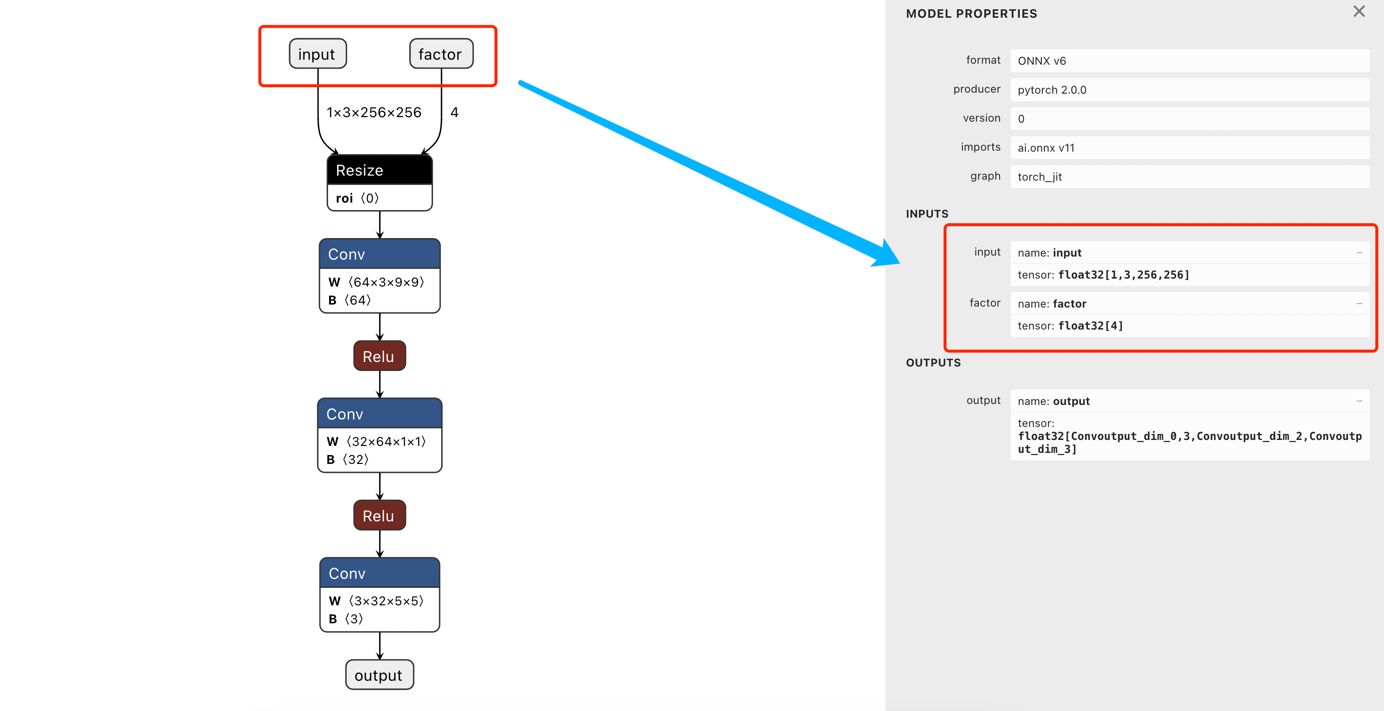 input
factor
1×3×256×256
4
Resize
roi ⟨0⟩
Conv
W ⟨64×3×9×9⟩
B ⟨64⟩
Relu
Conv
W ⟨32×64×1×1⟩
B ⟨32⟩
Relu
Conv
W ⟨3×32×5×5⟩
B ⟨3⟩
output
MODEL PROPERTIES
format ONNX v6
producer pytorch 2.0.0
version 0
imports ai.onnx v11
graph torch_jit
INPUTS
input name: input
tensor: float32[1,3,256,256]
factor name: factor
tensor: float32[4]
OUTPUTS
output name: output
tensor:
float32[Convoutput_dim_0,3,Convoutput_dim_2,Convoutp
ut_dim_3]